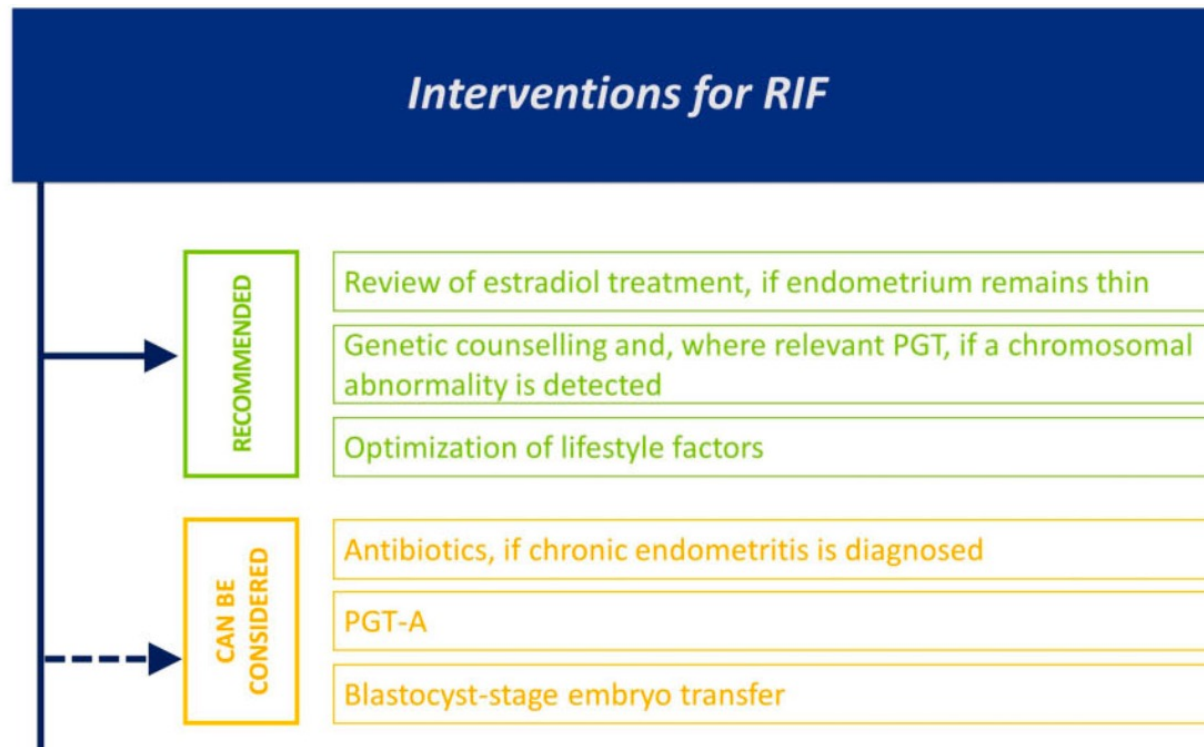 Interventions for RIF
RECOMMENDED
Review of estradiol treatment, if endometrium remains thin
Genetic counselling and, where relevant PGT, if a chromosomal
abnormality is detected
Optimization of lifestyle factors
CAN BE
CONSIDERED
Antibiotics, if chronic endometritis is diagnosed
PGT-A
Blastocyst-stage embryo transfer